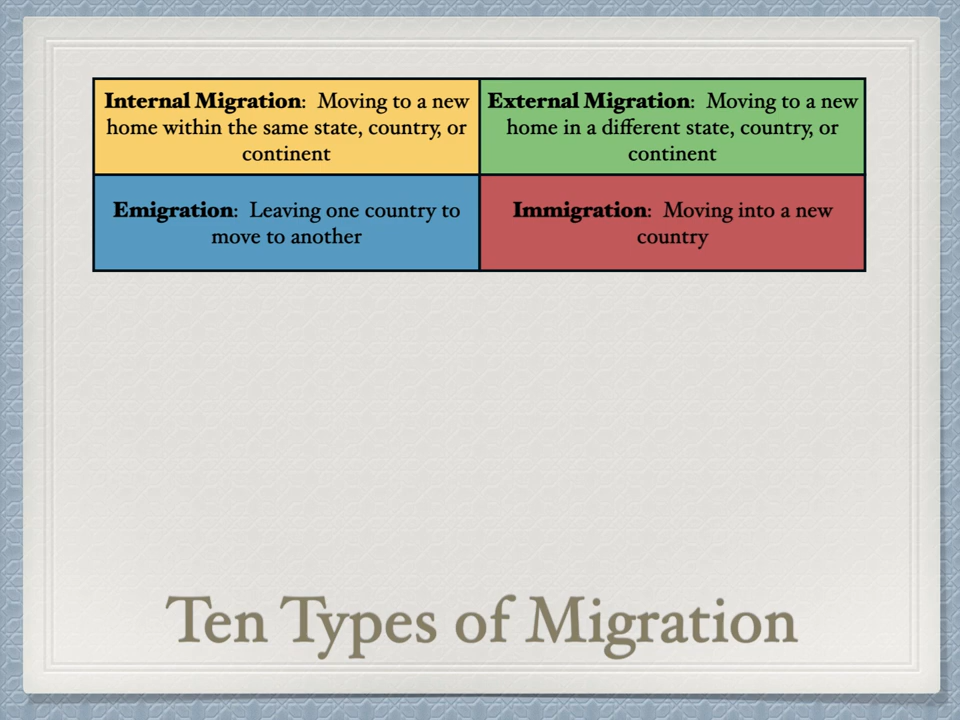 Internal Migration:  Moving to a new
home within the same state, country, or
continent
External Migration:  Moving to a new
home in a different state, country, or
continent
Emigration:  Leaving one country to
move to another
Immigration:  Moving into a new
country
Ten Types of Migration